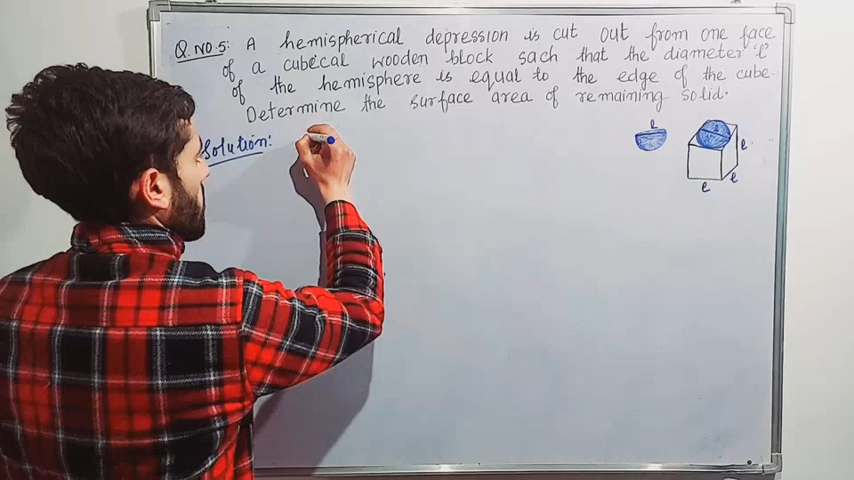 Q. NO 5: A hemispherical depression is cut out from one face
of a cubical wooden block sach that the diameter 'l'
of the hemisphere is equal to the edge of the cube.
Determine the surface area of remaining solid.
Solution:
l
l
l
l
l